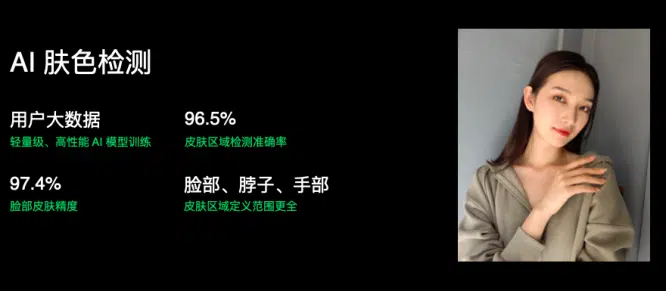 AI 肤色检测
用户大数据
轻量级、高性能 AI 模型训练
96.5%
皮肤区域检测准确率
97.4%
脸部皮肤精度
脸部、脖子、手部
皮肤区域定义范围更全